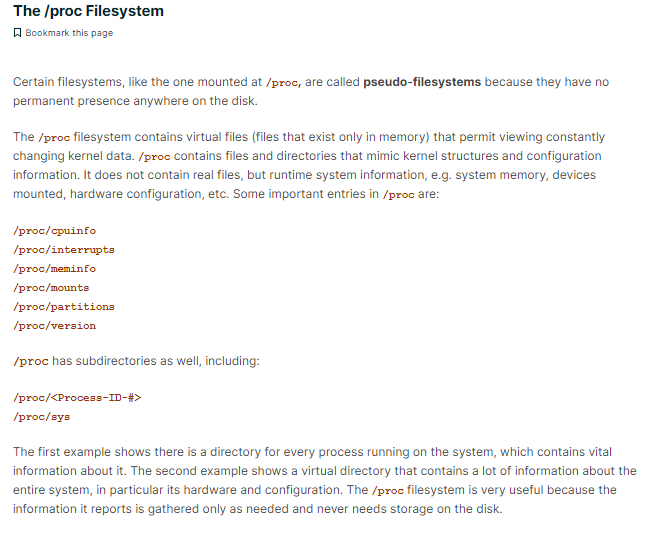 The /proc Filesystem
Bookmark this page
Certain filesystems, like the one mounted at /proc, are called pseudo-filesystems because they have no
permanent presence anywhere on the disk.
The /proc filesystem contains virtual files (files that exist only in memory) that permit viewing constantly
changing kernel data. /proc contains files and directories that mimic kernel structures and configuration
information. It does not contain real files, but runtime system information, e.g. system memory, devices
mounted, hardware configuration, etc. Some important entries in /proc are:
/proc/cpuinfo
/proc/interrupts
/proc/meminfo
/proc/mounts
/proc/partitions
/proc/version
/proc has subdirectories as well, including:
/proc/<Process-ID-#>
/proc/sys
The first example shows there is a directory for every process running on the system, which contains vital
information about it. The second example shows a virtual directory that contains a lot of information about the
entire system, in particular its hardware and configuration. The /proc filesystem is very useful because the
information it reports is gathered only as needed and never needs storage on the disk.